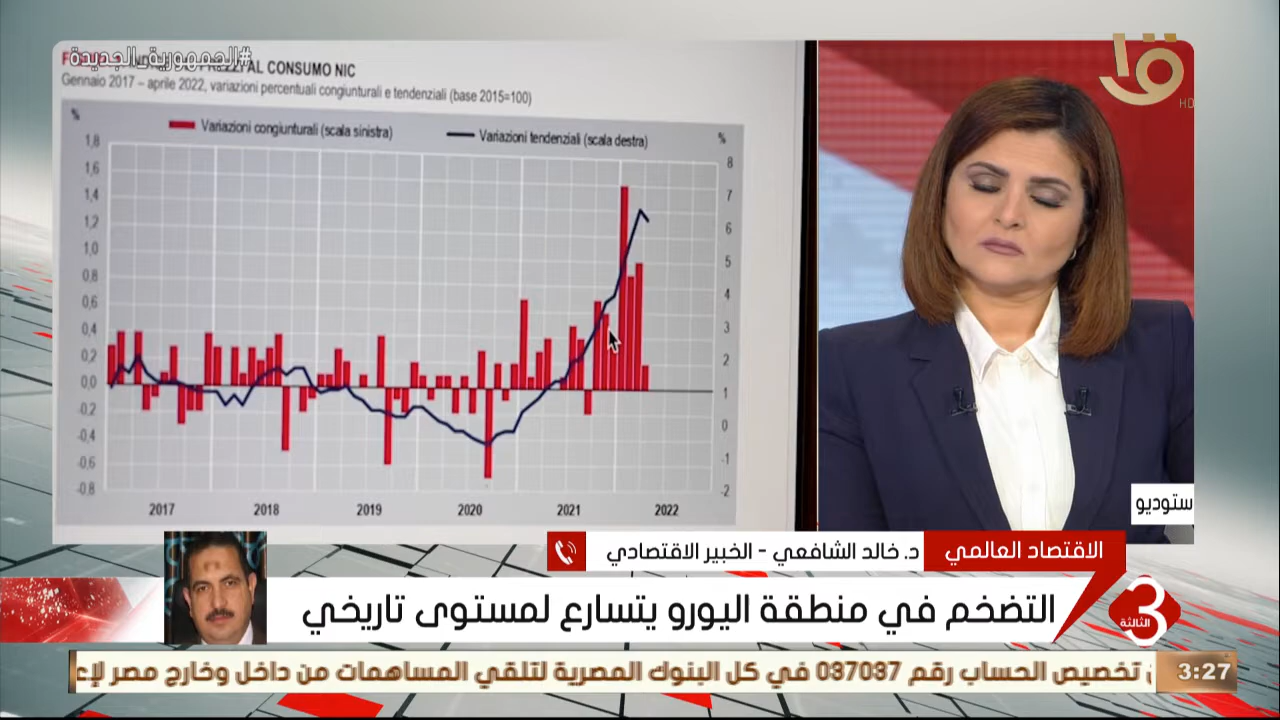 #الجمهورية_الجديدة
AL CONSUMO NIC
Gennaio 2017 – aprile 2022, variazioni percentuali congiunturali e tendenziali (base 2015=100)
% Variazioni congiunturali (scala sinistra) Variazioni tendenziali (scala destra) %
1,8
1,6
1,4
1,2
1,0
0,8
0,6
0,4
0,2
0,0
-0,2
-0,4
-0,6
-0,8
8
7
6
5
4
3
2
1
0
-1
-2
2017 2018 2019 2020 2021 2022
HD
ستوديو
الاقتصاد العالمي
د. خالد الشافعي - الخبير الاقتصادي
التضخم في منطقة اليورو يتسارع لمستوى تاريخي
3
الثالثة
3:27
تخصيص الحساب رقم 037037 في كل البنوك المصرية لتلقي المساهمات من داخل وخارج مصر